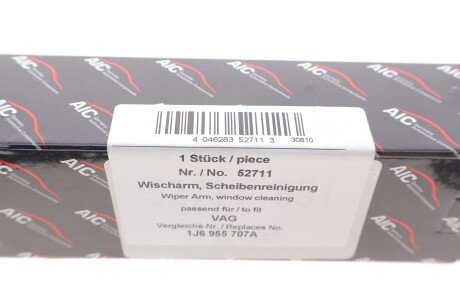 AIC
4 046283 52711 3
30810
1 Stück / piece
Nr. / No. 52711
Wischarm, Scheibenreinigung
Wiper Arm, window cleaning
passend für / to fit
VAG
Vergleichs-Nr. / Replaces No.
1J6 955 707A